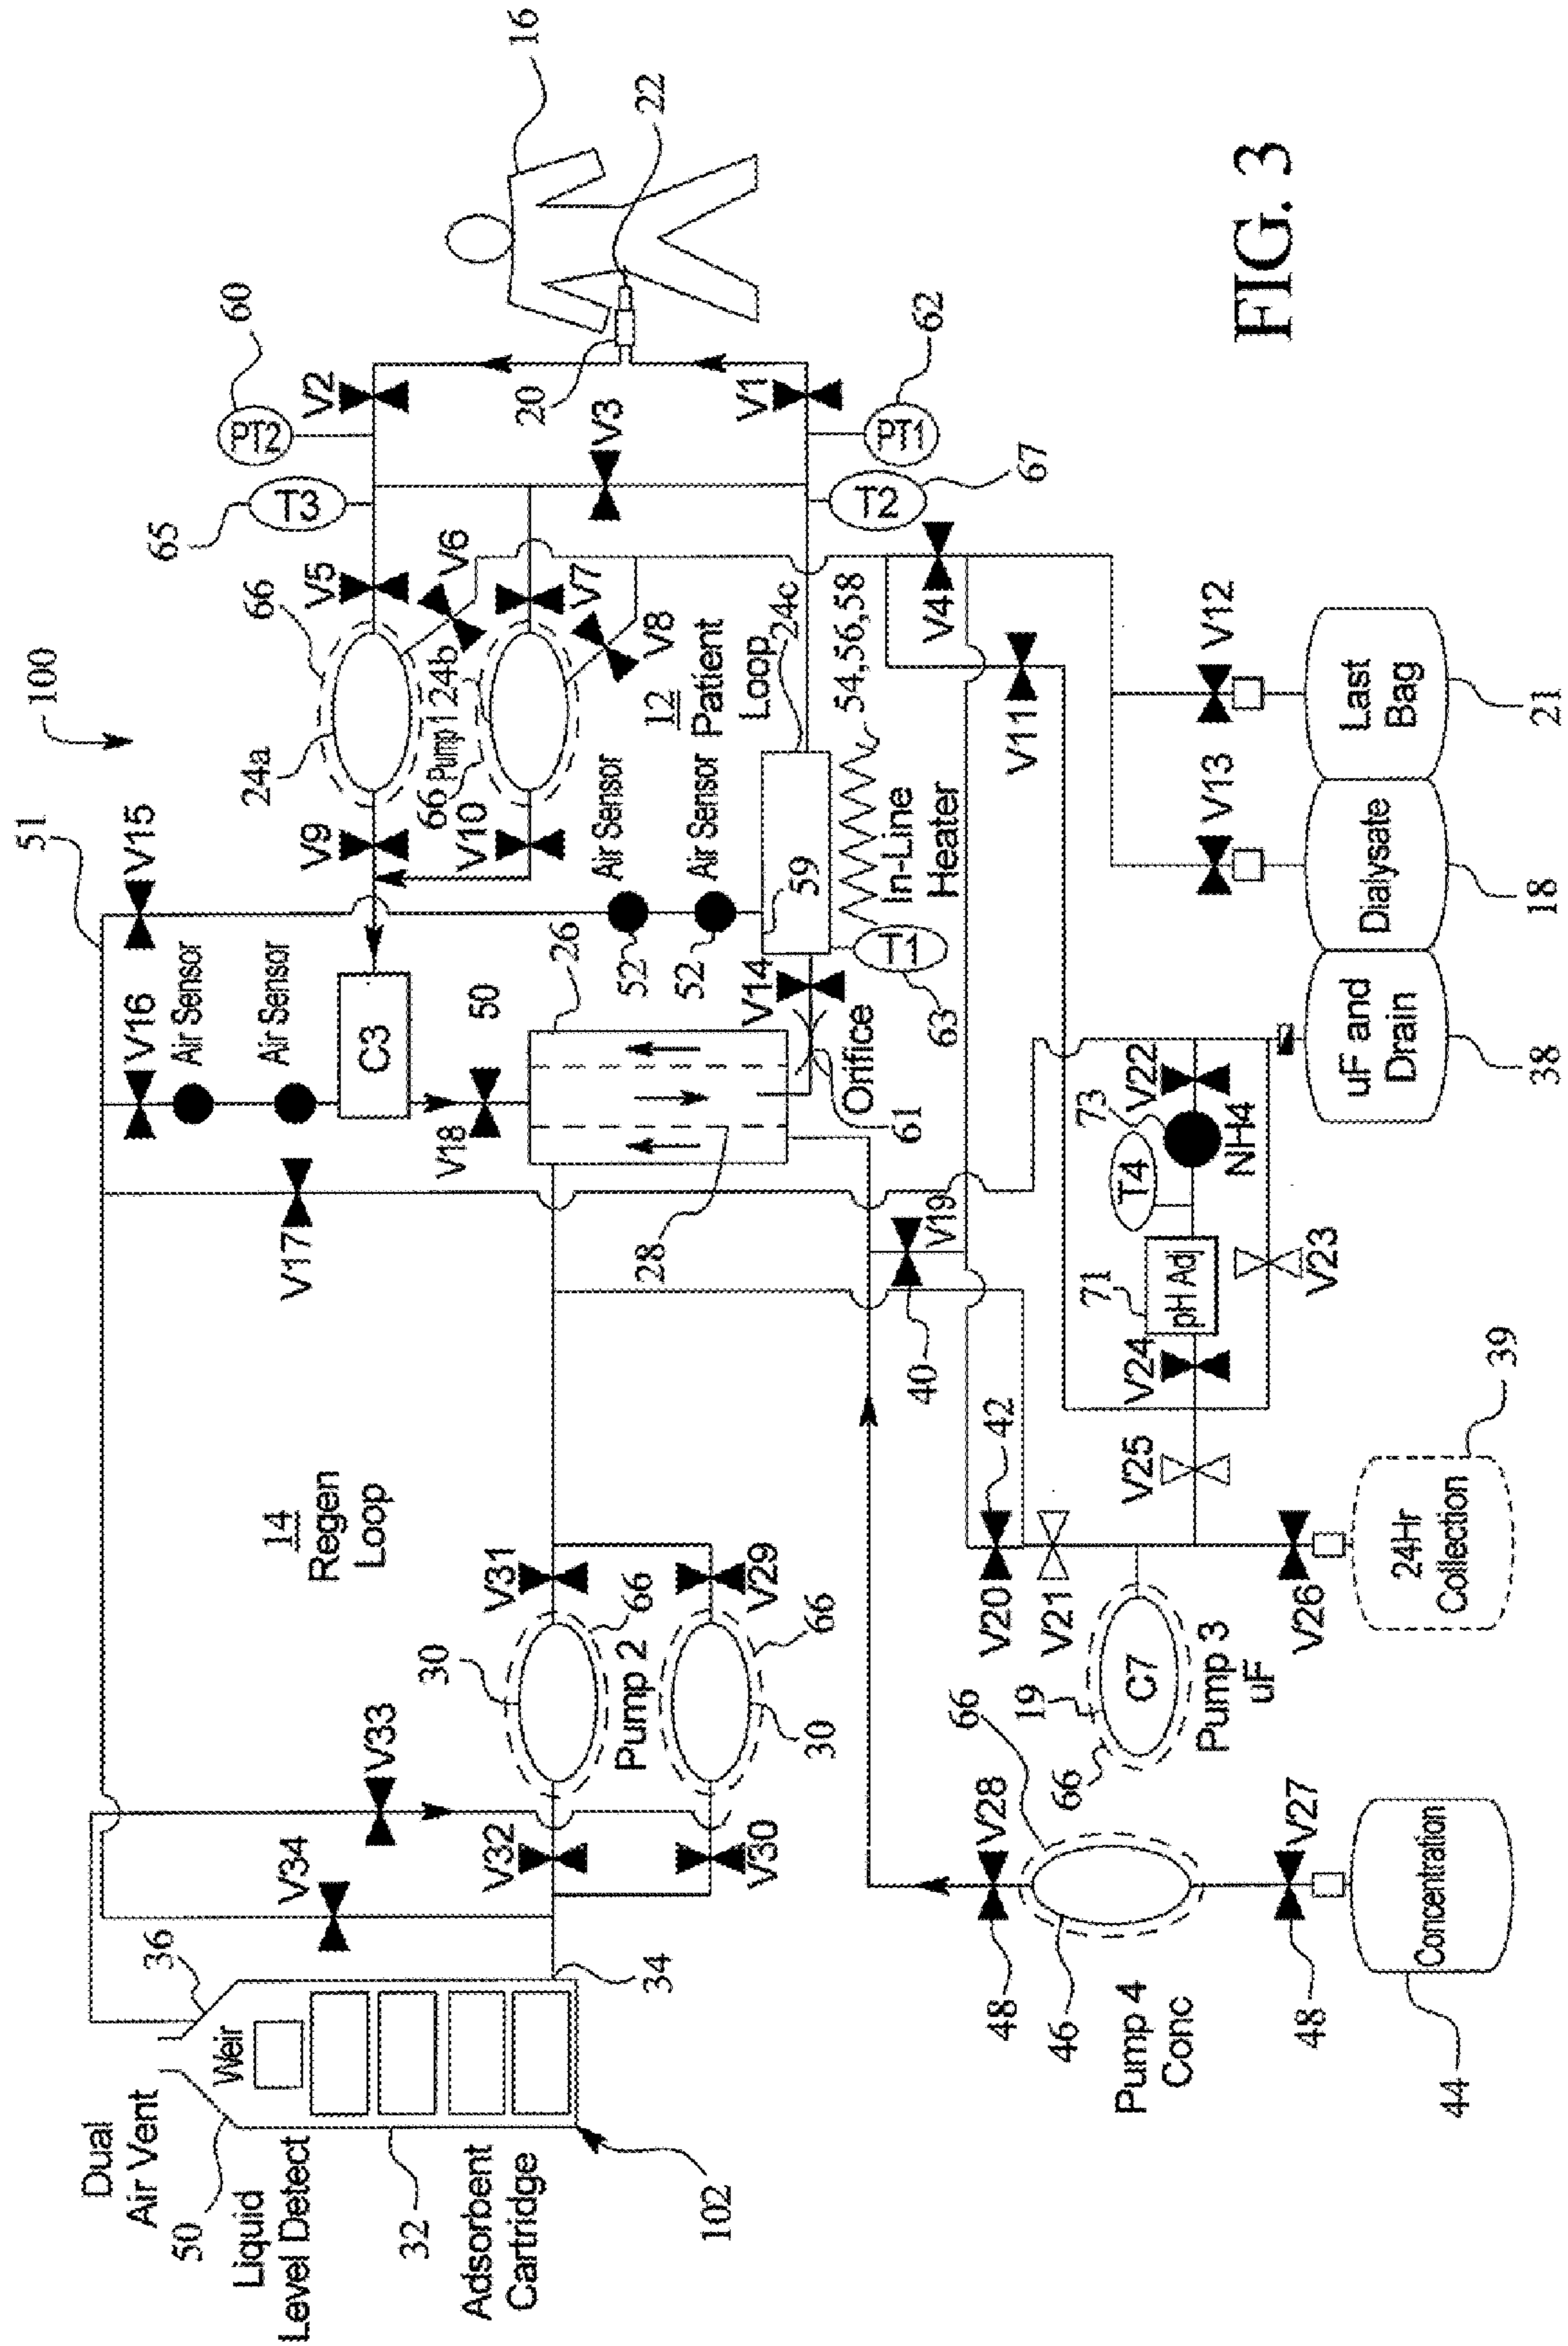 100
51
V15
V16
Air Sensor
Air Sensor
V17
V33
V34
36
Dual
Air Vent
50
Weir
Liquid
Level Detect
32
Adsorbent
Cartridge
102
34
14
Regen
Loop
V32
V30
30
Pump 2
30
66
66
V31
V29
C3
V18
50
26
28
V9
V10
24a
66
Pump 1
24b
66
V5
V6
V7
V8
65
T3
PT2
60
V2
16
22
20
V3
V1
PT1
62
T2
67
12
Patient
Loop
Air Sensor
Air Sensor
52
52
24c
59
54,56,58
In-Line
Heater
T1
63
V14
Orifice
61
V19
40
V4
V11
V20
42
V21
V25
V24
71
pH Adj
T4
73
NH4
V22
V23
V13
V12
Last
Bag
21
Dialysate
18
uF and
Drain
38
24Hr
Collection
39
V26
C7
19
66
Pump 3
uF
66
V28
48
46
Pump 4
Conc
V27
48
Concentration
44
FIG. 3